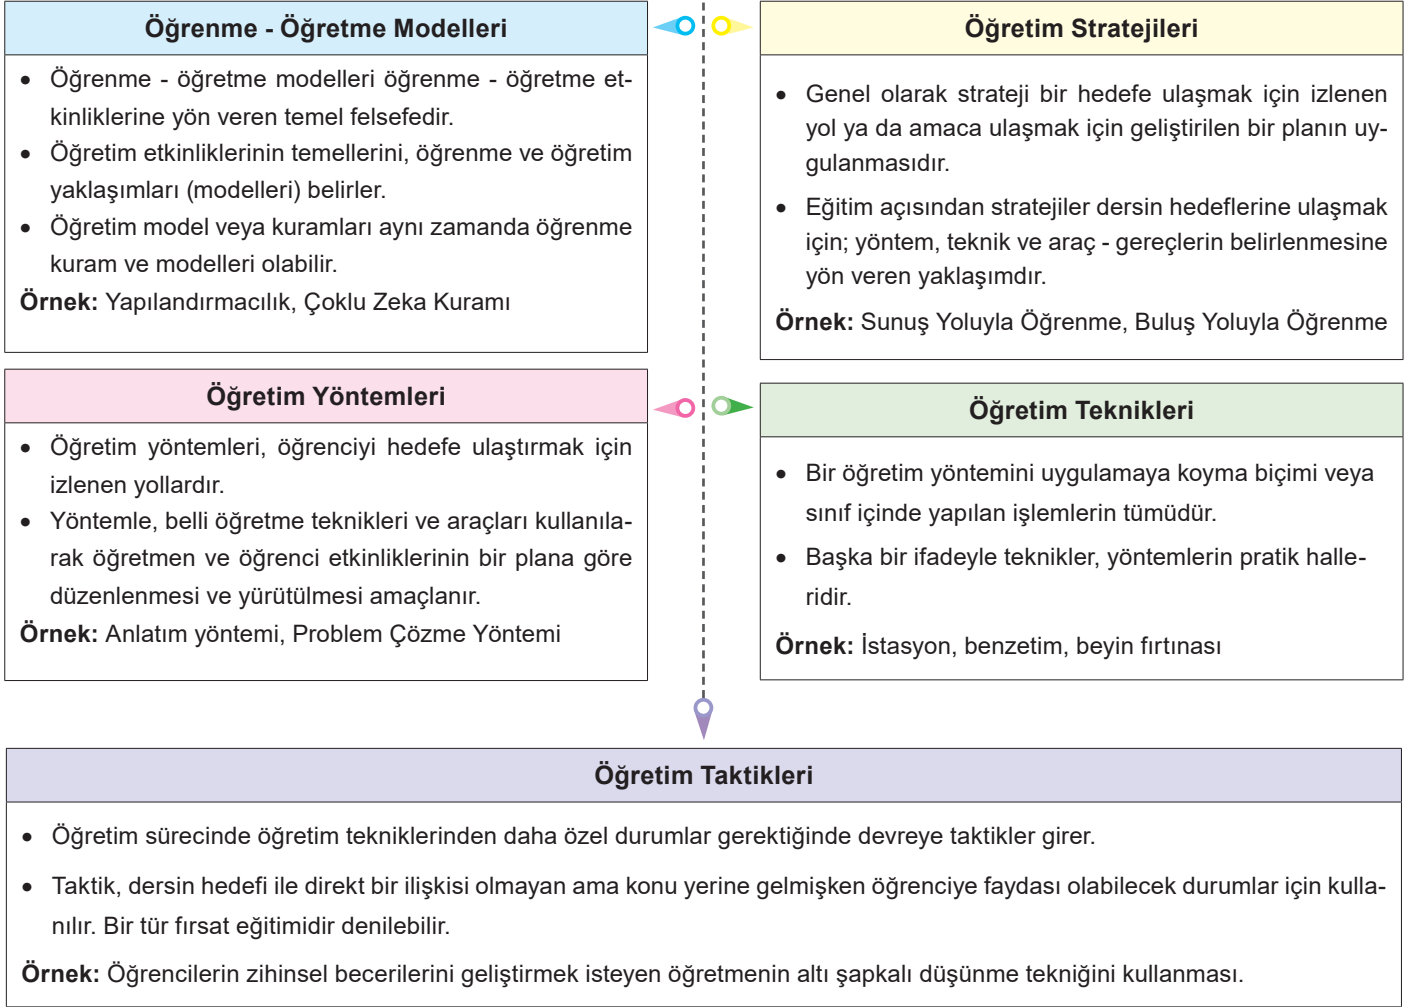 Öğrenme - Öğretme Modelleri
• Öğrenme - öğretme modelleri öğrenme - öğretme et-
kinliklerine yön veren temel felsefedir.
• Öğretim etkinliklerinin temellerini, öğrenme ve öğretim
yaklaşımları (modelleri) belirler.
• Öğretim model veya kuramları aynı zamanda öğrenme
kuram ve modelleri olabilir.
Örnek: Yapılandırmacılık, Çoklu Zeka Kuramı
Öğretim Stratejileri
• Genel olarak strateji bir hedefe ulaşmak için izlenen
yol ya da amaca ulaşmak için geliştirilen bir planın uy-
gulanmasıdır.
• Eğitim açısından stratejiler dersin hedeflerine ulaşmak
için; yöntem, teknik ve araç - gereçlerin belirlenmesine
yön veren yaklaşımdır.
Örnek: Sunuş Yoluyla Öğrenme, Buluş Yoluyla Öğrenme
Öğretim Yöntemleri
• Öğretim yöntemleri, öğrenciyi hedefe ulaştırmak için
izlenen yollardır.
• Yöntemle, belli öğretme teknikleri ve araçları kullanıla-
rak öğretmen ve öğrenci etkinliklerinin bir plana göre
düzenlenmesi ve yürütülmesi amaçlanır.
Örnek: Anlatım yöntemi, Problem Çözme Yöntemi
Öğretim Teknikleri
• Bir öğretim yöntemini uygulamaya koyma biçimi veya
sınıf içinde yapılan işlemlerin tümüdür.
• Başka bir ifadeyle teknikler, yöntemlerin pratik halle-
ridir.
Örnek: İstasyon, benzetim, beyin fırtınası
Öğretim Taktikleri
• Öğretim sürecinde öğretim tekniklerinden daha özel durumlar gerektiğinde devreye taktikler girer.
• Taktik, dersin hedefi ile direkt bir ilişkisi olmayan ama konu yerine gelmişken öğrenciye faydası olabilecek durumlar için kulla-
nılır. Bir tür fırsat eğitimidir denilebilir.
Örnek: Öğrencilerin zihinsel becerilerini geliştirmek isteyen öğretmenin altı şapkalı düşünme tekniğini kullanması.